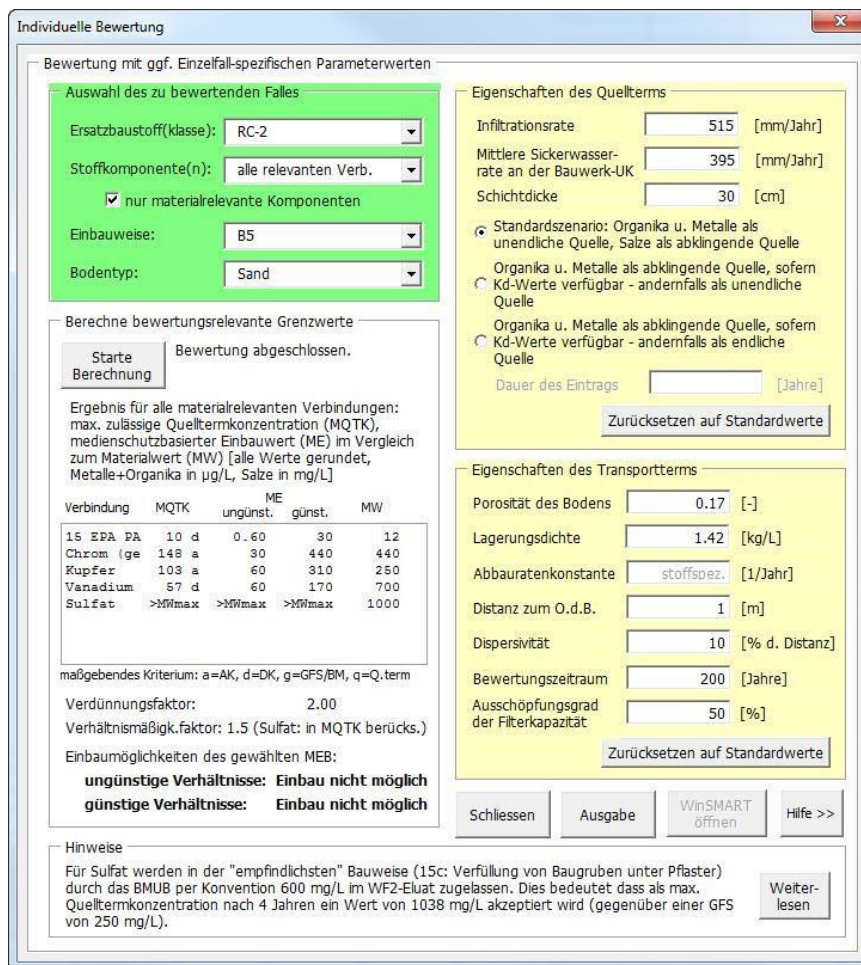 Individuelle Bewertung
Bewertung mit ggf. Einzelfall-spezifischen Parameterwerten
Auswahl des zu bewertenden Falles
Ersatzbaustoff(klasse): RC-2
Stoffkomponente(n): alle relevanten Verb.
nur materialrelevante Komponenten
Einbauweise: B5
Bodentyp: Sand
Berechne bewertungsrelevante Grenzwerte
Starte
Berechnung
Bewertung abgeschlossen.
Ergebnis für alle materialrelevanten Verbindungen:
max. zulässige Quelltermkonzentration (MQTK),
medienschutzbasierter Einbauwert (ME) im Vergleich
zum Materialwert (MW) [alle Werte gerundet,
Metalle+Organika in µg/L, Salze in mg/L]
ME
Verbindung MQTK ungünst. günst. MW
15 EPA PA 10 d 0.60 30 12
Chrom (ge 148 a 30 440 440
Kupfer 103 a 60 310 250
Vanadium 57 d 60 170 700
Sulfat >MWmax >MWmax >MWmax 1000
maßgebendes Kriterium: a=AK, d=DK, g=GFS/BM, q=Q.term
Verdünnungsfaktor: 2.00
Verhältnismäßigk.faktor: 1.5 (Sulfat: in MQTK berücks.)
Einbaumöglichkeiten des gewählten MEB:
ungünstige Verhältnisse: Einbau nicht möglich
günstige Verhältnisse: Einbau nicht möglich
Eigenschaften des Quellterms
Infiltrationsrate 515 [mm/Jahr]
Mittlere Sickerwasser-
rate an der Bauwerk-UK 395 [mm/Jahr]
Schichtdicke 30 [cm]
Standardszenario: Organika u. Metalle als
unendliche Quelle, Salze als abklingende Quelle
Organika u. Metalle als abklingende Quelle, sofern
Kd-Werte verfügbar - andernfalls als unendliche
Quelle
Organika u. Metalle als abklingende Quelle, sofern
Kd-Werte verfügbar - andernfalls als endliche
Quelle
Dauer des Eintrags [Jahre]
Zurücksetzen auf Standardwerte
Eigenschaften des Transportterms
Porosität des Bodens 0.17 [-]
Lagerungsdichte 1.42 [kg/L]
Abbauratenkonstante stoffspez. [1/Jahr]
Distanz zum O.d.B. 1 [m]
Dispersivität 10 [% d. Distanz]
Bewertungszeitraum 200 [Jahre]
Ausschöpfungsgrad
der Filterkapazität 50 [%]
Zurücksetzen auf Standardwerte
Schliessen
Ausgabe
WinSMART
öffnen
Hilfe >>
Hinweise
Für Sulfat werden in der "empfindlichsten" Bauweise (15c: Verfüllung von Baugruben unter Pflaster)
durch das BMUB per Konvention 600 mg/L im WF2-Eluat zugelassen. Dies bedeutet dass als max.
Quelltermkonzentration nach 4 Jahren ein Wert von 1038 mg/L akzeptiert wird (gegenüber einer GFS
von 250 mg/L).
Weiter-
lesen